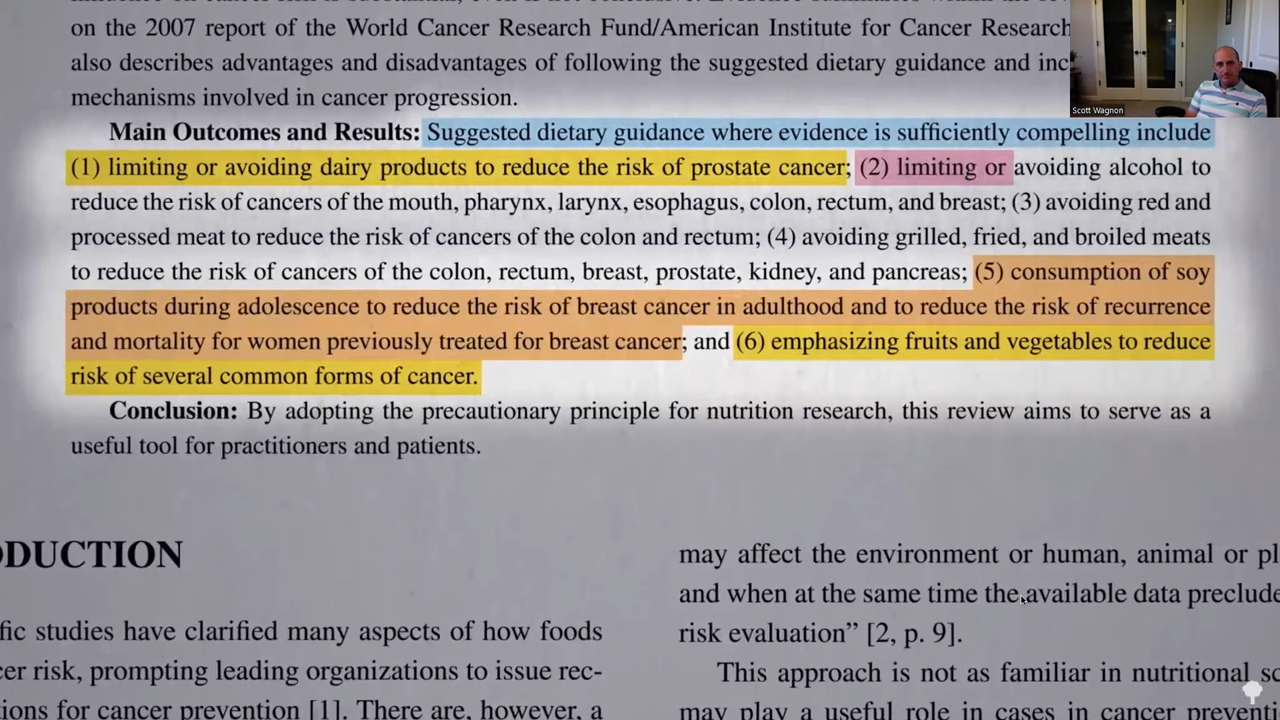 on the 2007 report of the World Cancer Research Fund/American Institute for Cancer Research
also describes advantages and disadvantages of following the suggested dietary guidance and inc
mechanisms involved in cancer progression.
Scott Wagnon
Main Outcomes and Results: Suggested dietary guidance where evidence is sufficiently compelling include
(1) limiting or avoiding dairy products to reduce the risk of prostate cancer; (2) limiting or avoiding alcohol to
reduce the risk of cancers of the mouth, pharynx, larynx, esophagus, colon, rectum, and breast; (3) avoiding red and
processed meat to reduce the risk of cancers of the colon and rectum; (4) avoiding grilled, fried, and broiled meats
to reduce the risk of cancers of the colon, rectum, breast, prostate, kidney, and pancreas; (5) consumption of soy
products during adolescence to reduce the risk of breast cancer in adulthood and to reduce the risk of recurrence
and mortality for women previously treated for breast cancer; and (6) emphasizing fruits and vegetables to reduce
risk of several common forms of cancer.
Conclusion: By adopting the precautionary principle for nutrition research, this review aims to serve as a
useful tool for practitioners and patients.
ODUCTION
fic studies have clarified many aspects of how foods
cer risk, prompting leading organizations to issue rec-
tions for cancer prevention [1]. There are, however, a
may affect the environment or human, animal or pl
and when at the same time the available data preclude
risk evaluation” [2, p. 9].
This approach is not as familiar in nutritional sc
may play a useful role in cases in cancer preventi